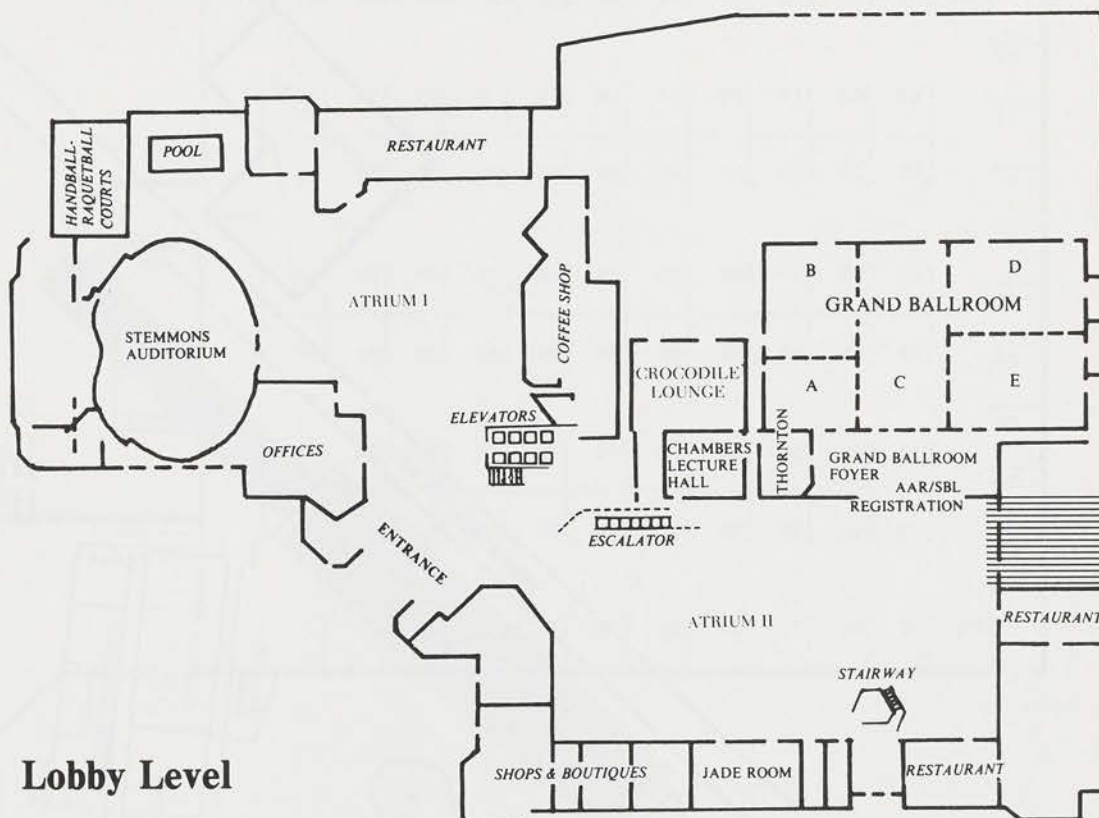 HANDBALL-
RAQUETBALL
COURTS
POOL
RESTAURANT
STEMMONS
AUDITORIUM
ATRIUM I
COFFEE SHOP
B
D
GRAND BALLROOM
A
C
E
CROCODILE
LOUNGE
ELEVATORS
OFFICES
CHAMBERS
LECTURE
HALL
THORNTON
GRAND BALLROOM
FOYER
AAR/SBL
REGISTRATION
ENTRANCE
ESCALATOR
ATRIUM II
RESTAURANT
STAIRWAY
SHOPS & BOUTIQUES
JADE ROOM
RESTAURANT
Lobby Level